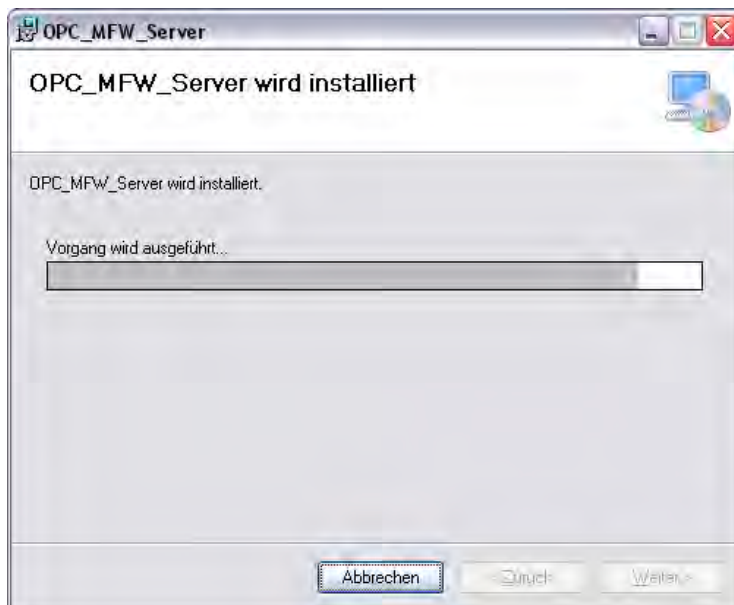 OPC_MFW_Server
OPC_MFW_Server wird installiert
OPC_MFW_Server wird installiert.
Vorgang wird ausgeführt...
Abbrechen
< Zurück
Weiter >